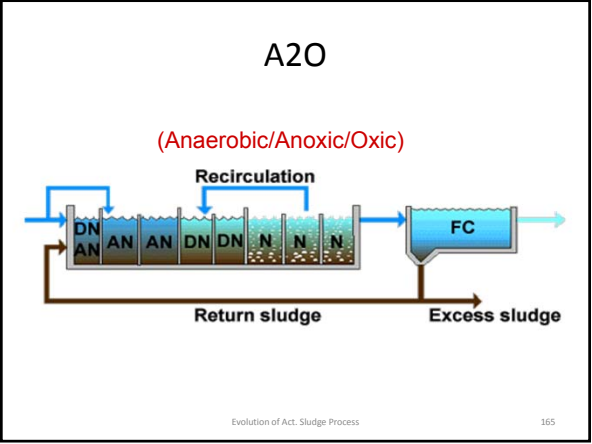 A2O
(Anaerobic/Anoxic/Oxic)
Recirculation
DN
AN
AN
AN
DN
DN
N
N
N
FC
Return sludge
Excess sludge
Evolution of Act. Sludge Process
165